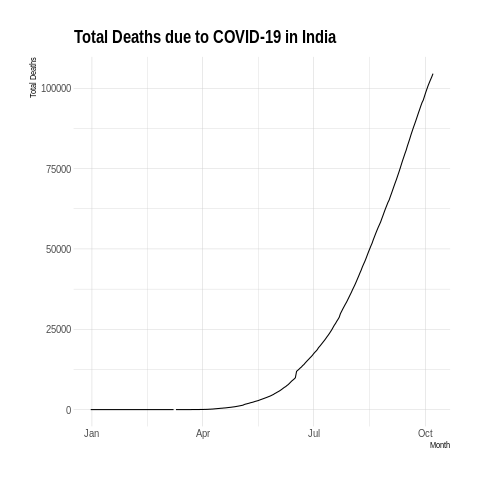 Total Deaths due to COVID-19 in India
Total Deaths
100000
75000
50000
25000
0
Jan Apr Jul Oct
Month